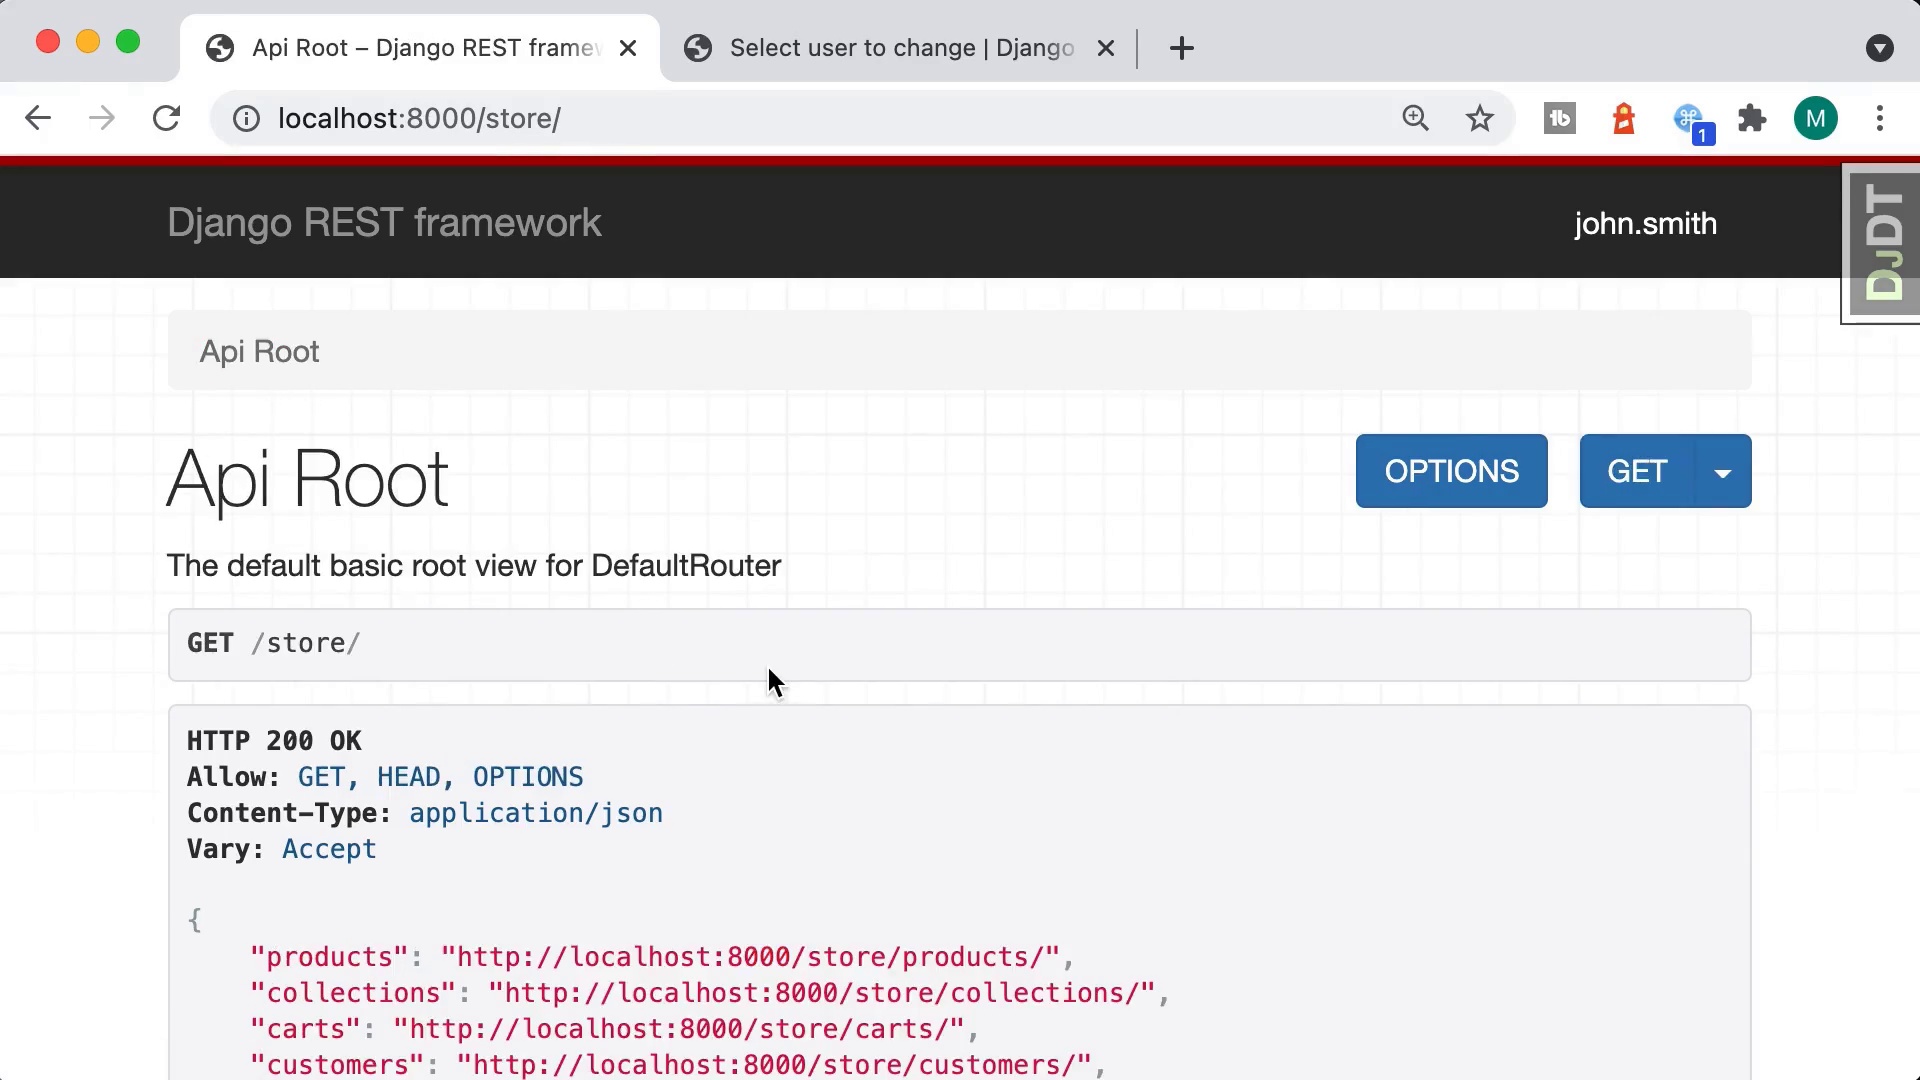 Api Root – Django REST framew
Select user to change | Django
localhost:8000/store/
tb
1
M
Django REST framework
john.smith
DJDT
Api Root
Api Root
OPTIONS
GET
The default basic root view for DefaultRouter
GET /store/
HTTP 200 OK
Allow: GET, HEAD, OPTIONS
Content-Type: application/json
Vary: Accept
{
"products": "http://localhost:8000/store/products/",
"collections": "http://localhost:8000/store/collections/",
"carts": "http://localhost:8000/store/carts/",
"customers": "http://localhost:8000/store/customers/",